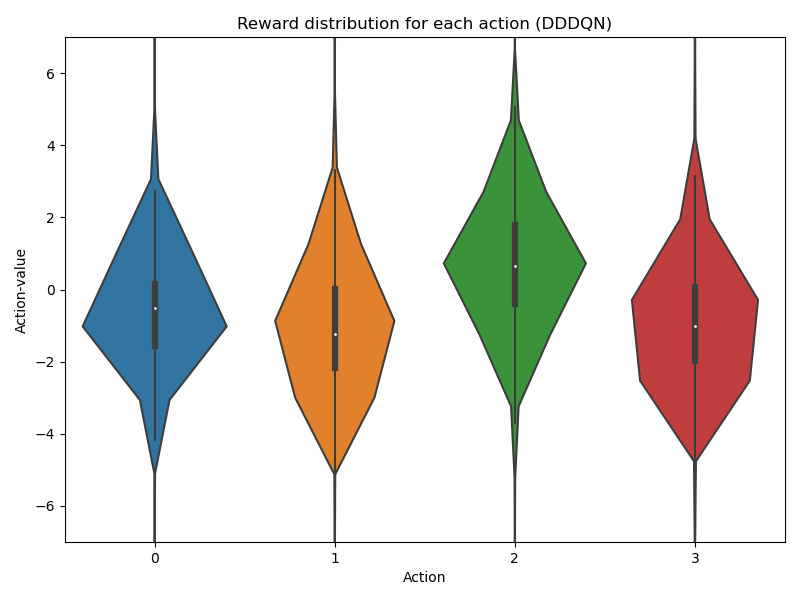 Reward distribution for each action (DDDQN)
Action-value
6
4
2
0
−2
−4
−6
0 1 2 3
Action